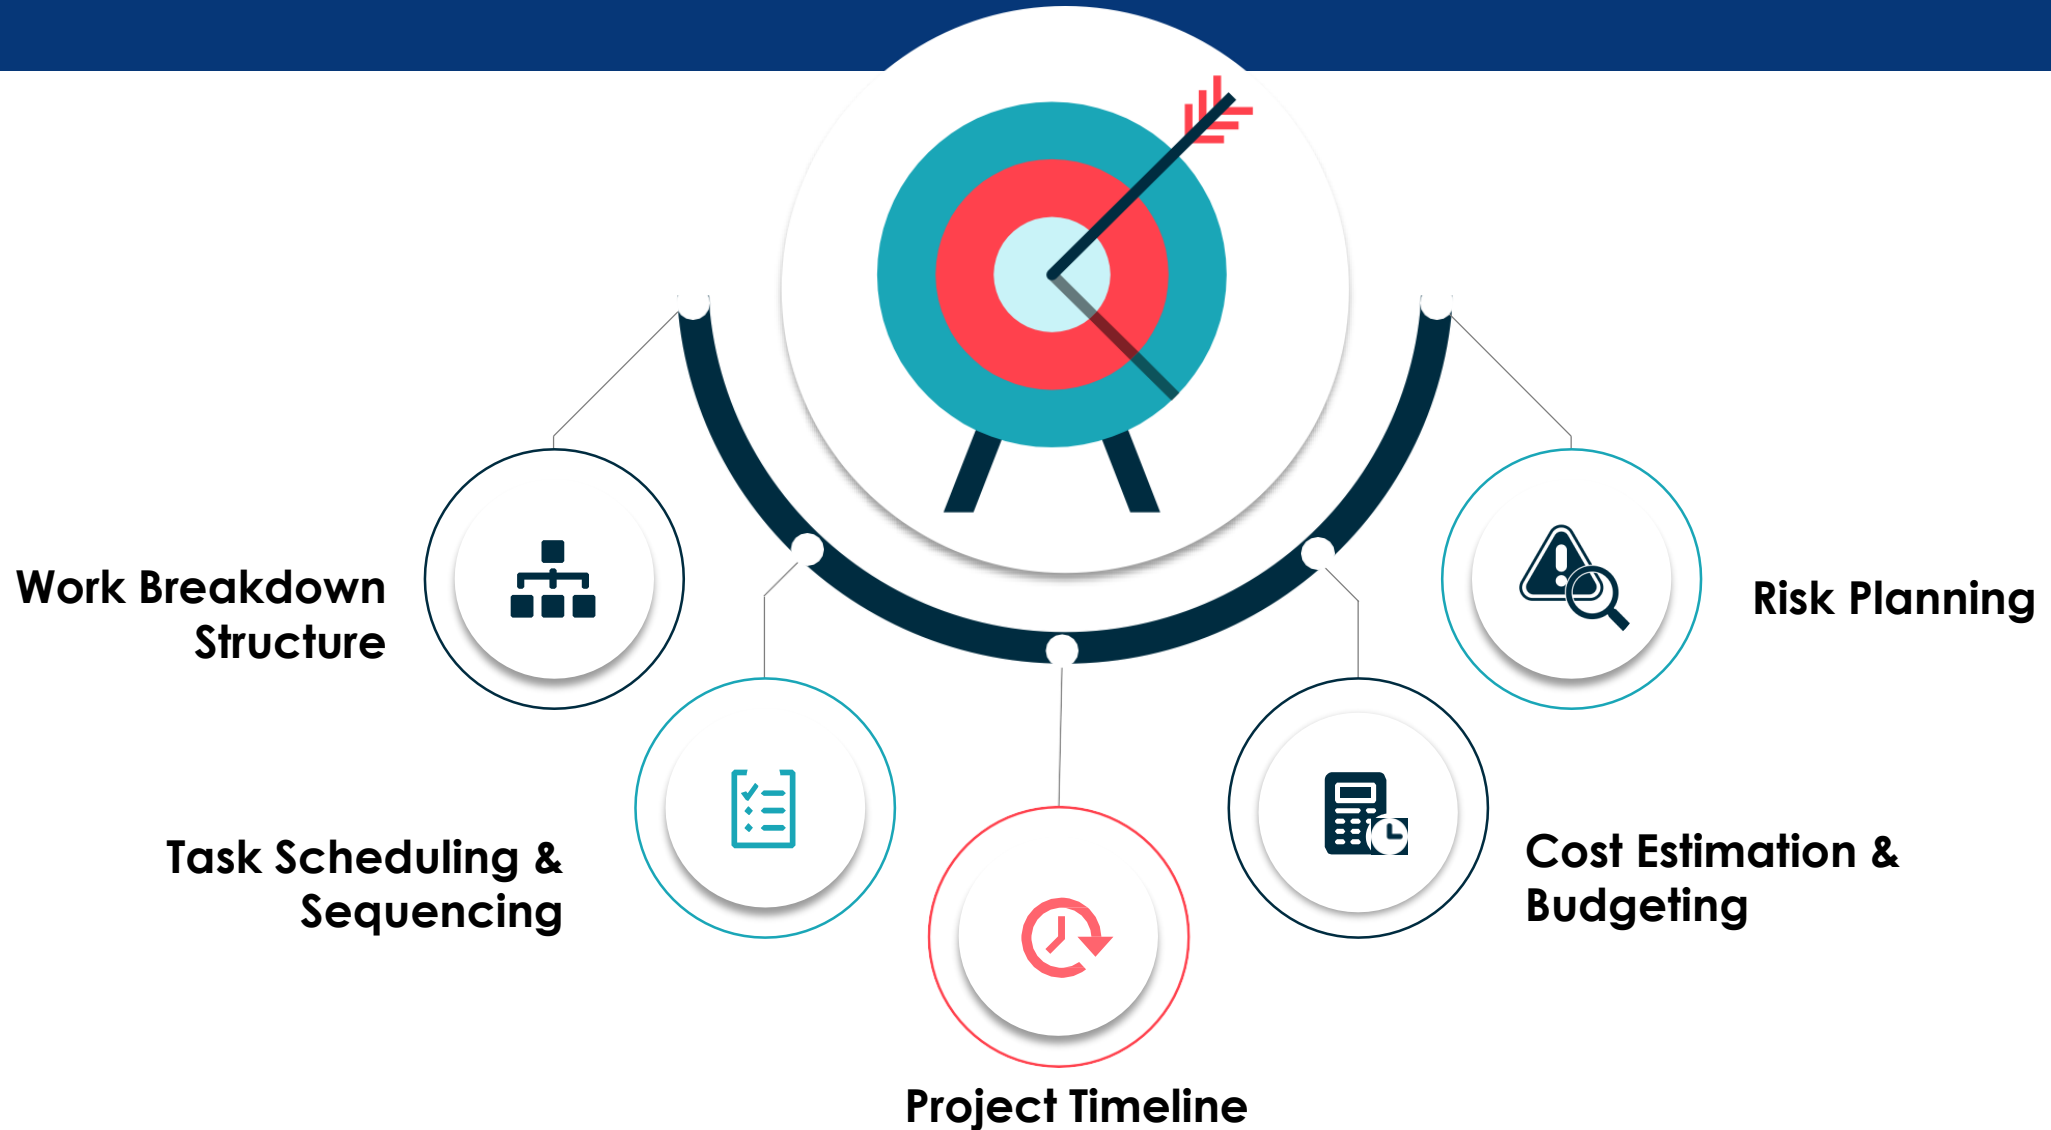 Work Breakdown
Structure
Task Scheduling &
Sequencing
Project Timeline
Cost Estimation &
Budgeting
Risk Planning